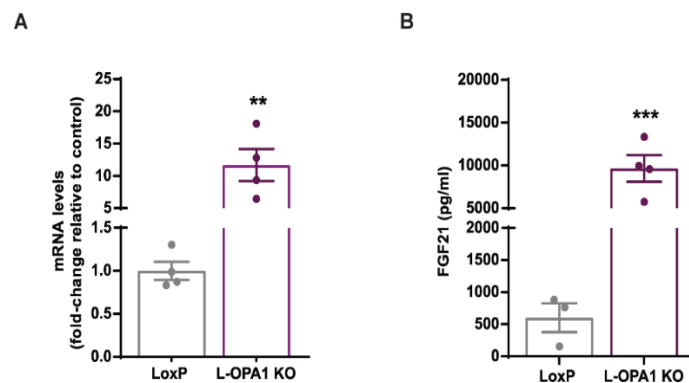 A
mRNA levels
(fold-change relative to control)
25
20
15
10
5
1.5
1.0
0.5
0.0
**
LoxP
L-OPA1 KO
B
FGF21 (pg/ml)
20000
15000
10000
5000
2000
1500
1000
500
0
***
LoxP
L-OPA1 KO